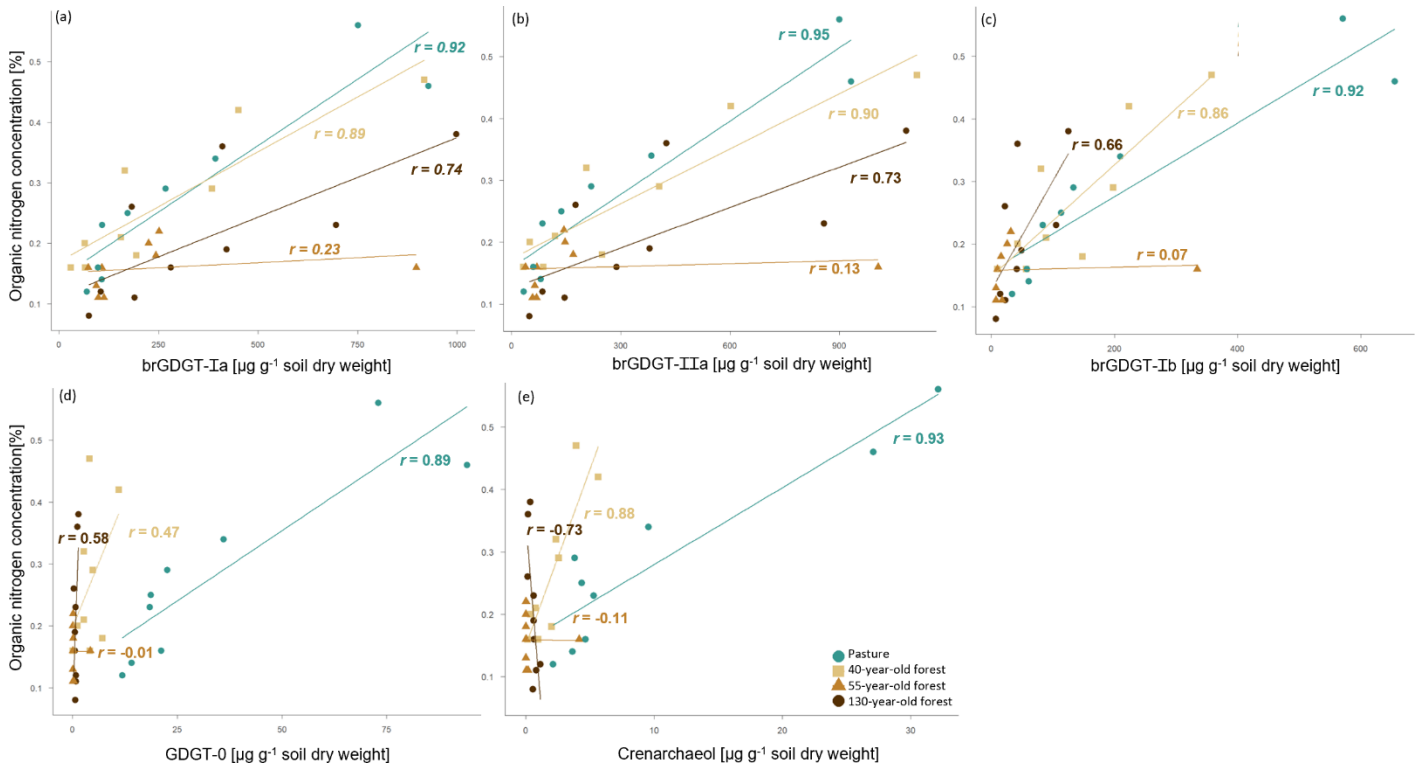 (a)
Organic nitrogen concentration [%]
0.5
0.4
0.3
0.2
0.1
r = 0.92
r = 0.89
r = 0.74
r = 0.23
0
250
500
750
1000
brGDGT-Ia [µg g⁻¹ soil dry weight]
(b)
0.5
0.4
0.3
0.2
0.1
r = 0.95
r = 0.90
r = 0.73
r = 0.13
300
600
900
brGDGT-IIa [µg g⁻¹ soil dry weight]
(c)
0.5
0.4
0.3
0.2
0.1
r = 0.86
r = 0.92
r = 0.66
r = 0.07
0
200
400
600
brGDGT-Ib [µg g⁻¹ soil dry weight]
(d)
Organic nitrogen concentration[%]
0.5
0.4
0.3
0.2
0.1
r = 0.89
r = 0.47
r = 0.58
r = -0.01
0
25
50
75
GDGT-0 [µg g⁻¹ soil dry weight]
(e)
0.5
0.4
0.3
0.2
0.1
r = 0.93
r = 0.88
r = -0.73
r = -0.11
0
10
20
30
Crenarchaeol [µg g⁻¹ soil dry weight]
Pasture
40-year-old forest
55-year-old forest
130-year-old forest